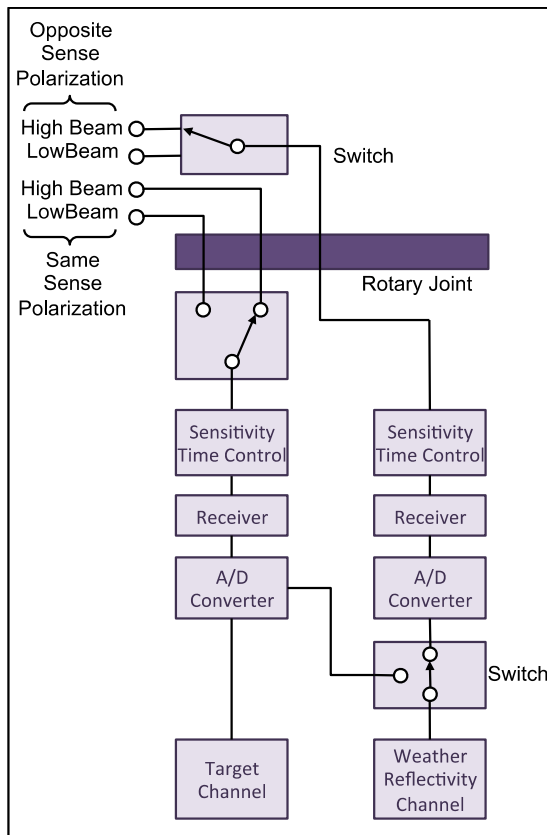 Opposite
Sense
Polarization
High Beam
LowBeam
Switch
High Beam
LowBeam
Same
Sense
Polarization
Rotary Joint
Sensitivity
Time Control
Sensitivity
Time Control
Receiver
Receiver
A/D
Converter
A/D
Converter
Switch
Target
Channel
Weather
Reflectivity
Channel